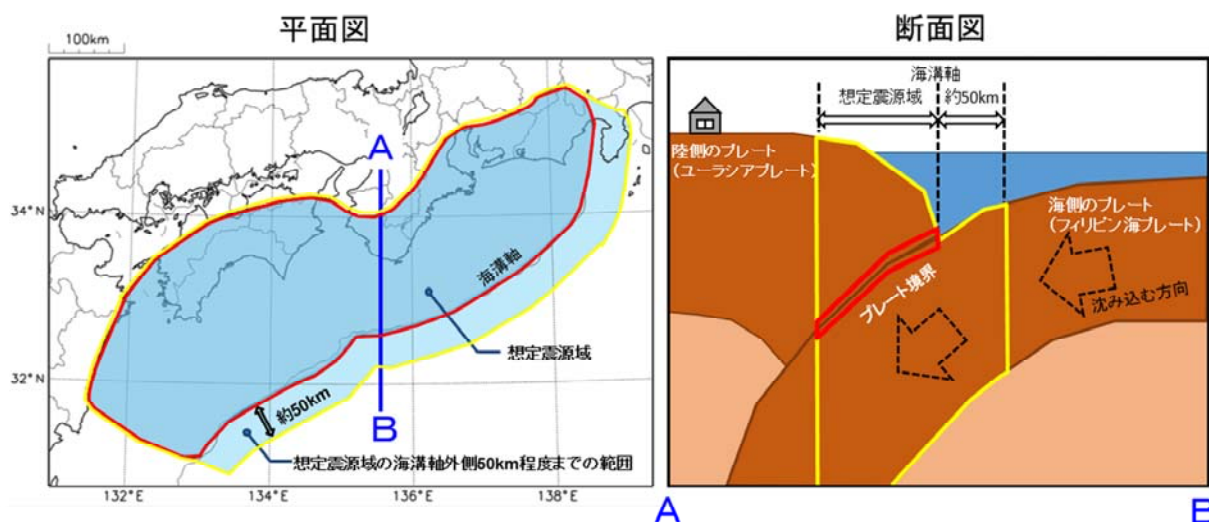 平面図
100km
A
34°N
海溝軸
想定震源域
32°N
約50km
B
想定震源域の海溝軸外側50km程度までの範囲
132°E
134°E
136°E
138°E
断面図
海溝軸
想定震源域
約50km
陸側のプレート
(ユーラシアプレート)
海側のプレート
(フィリピン海プレート)
プレート境界
沈み込む方向
A
B